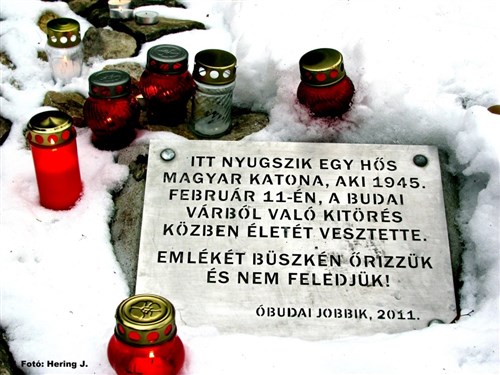 ITT NYUGSZIK EGY HŐS
MAGYAR KATONA, AKI 1945.
FEBRUÁR 11-ÉN, A BUDAI
VÁRBÓL VALÓ KITÖRÉS
KÖZBEN ÉLETÉT VESZTETTE.
EMLÉKÉT BÜSZKÉN ŐRIZZÜK
ÉS NEM FELEDJÜK!
ÓBUDAI JOBBIK, 2011.
Fotó: Hering J.